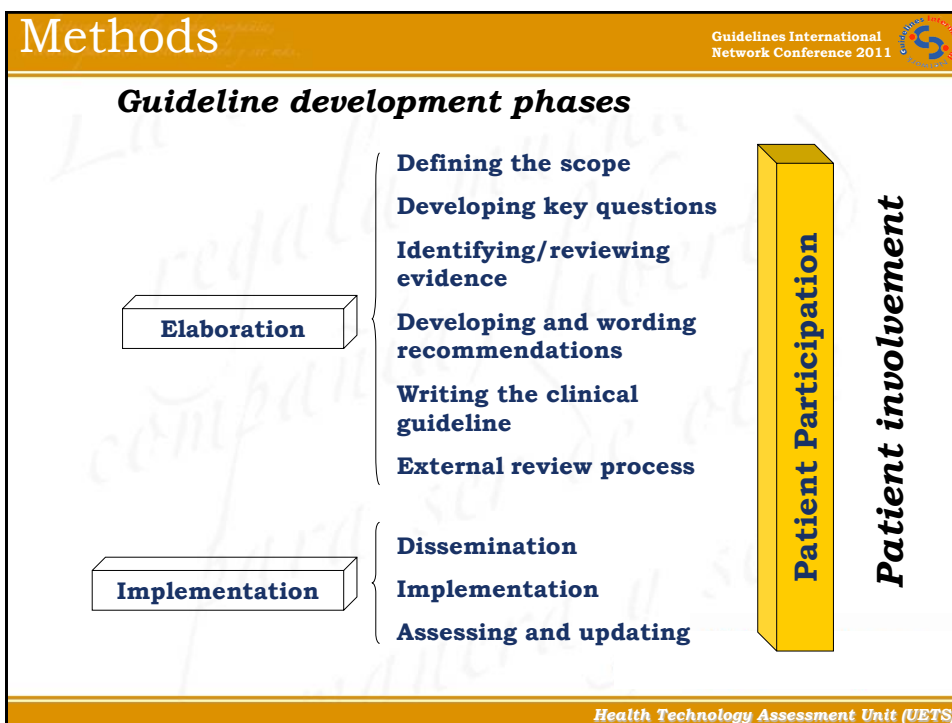 Methods
Guidelines International
Network Conference 2011
Guideline development phases
Elaboration
Defining the scope
Developing key questions
Identifying/reviewing
evidence
Developing and wording
recommendations
Writing the clinical
guideline
External review process
Implementation
Dissemination
Implementation
Assessing and updating
Patient Participation
Patient involvement
Health Technology Assessment Unit (UETS